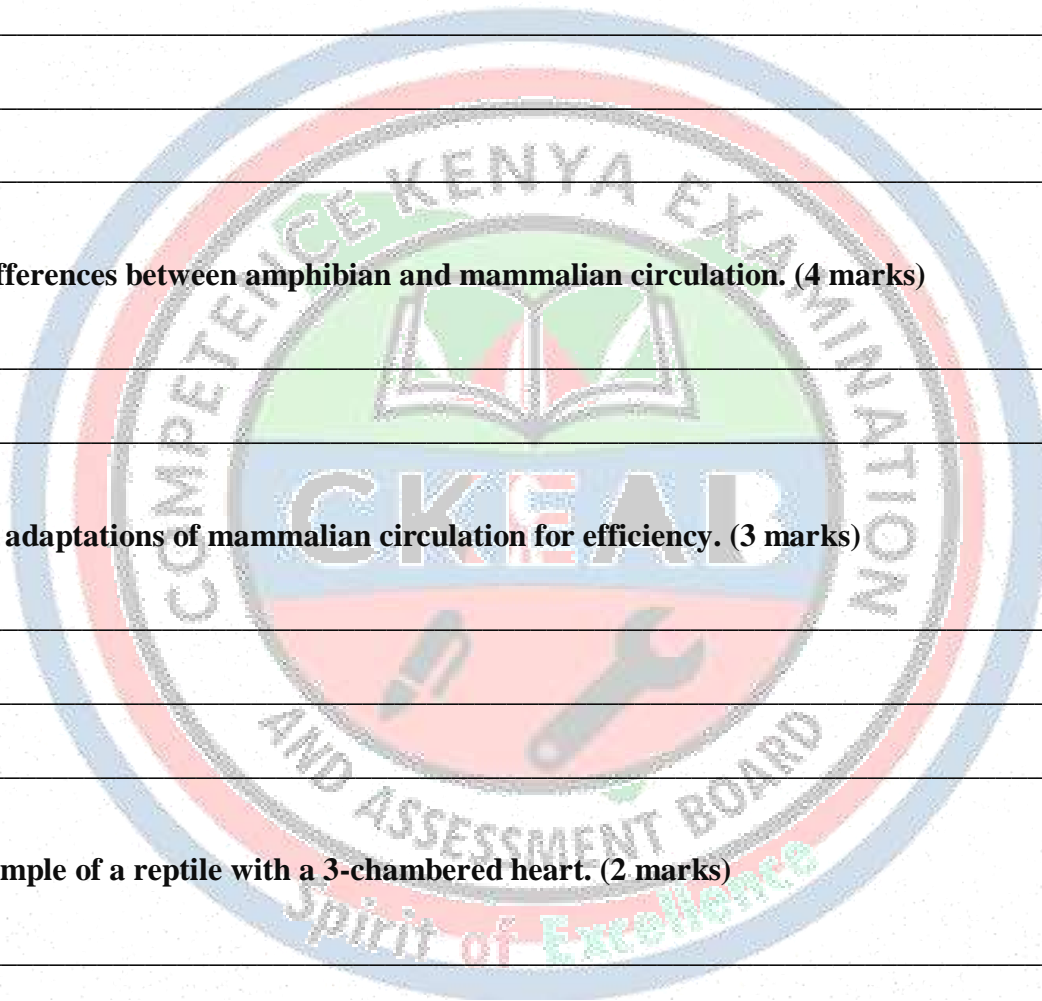 COMPETENCE KENYA EXAMINATION
fferences between amphibian and mammalian circulation. (4 marks)
CKEAB
adaptations of mammalian circulation for efficiency. (3 marks)
AND ASSESSMENT BOARD
mple of a reptile with a 3-chambered heart. (2 marks)
Spirit of Excellence